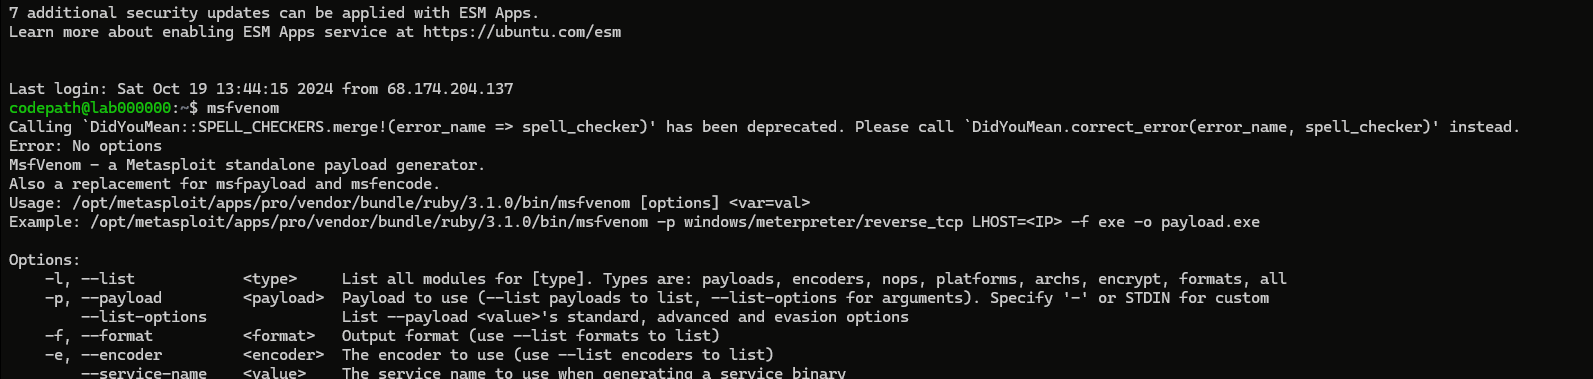 7 additional security updates can be applied with ESM Apps.
Learn more about enabling ESM Apps service at https://ubuntu.com/esm
Last login: Sat Oct 19 13:44:15 2024 from 68.174.204.137
codepath@lab000000:~$ msfvenom
Calling `DidYouMean::SPELL_CHECKERS.merge!(error_name => spell_checker)' has been deprecated. Please call `DidYouMean.correct_error(error_name, spell_checker)' instead.
Error: No options
MsfVenom - a Metasploit standalone payload generator.
Also a replacement for msfpayload and msfencode.
Usage: /opt/metasploit/apps/pro/vendor/bundle/ruby/3.1.0/bin/msfvenom [options] <var=val>
Example: /opt/metasploit/apps/pro/vendor/bundle/ruby/3.1.0/bin/msfvenom -p windows/meterpreter/reverse_tcp LHOST=<IP> -f exe -o payload.exe
Options:
    -l, --list            <type>     List all modules for [type]. Types are: payloads, encoders, nops, platforms, archs, encrypt, formats, all
    -p, --payload         <payload>  Payload to use (--list payloads to list, --list-options for arguments). Specify '-' or STDIN for custom
        --list-options               List --payload <value>'s standard, advanced and evasion options
    -f, --format          <format>   Output format (use --list formats to list)
    -e, --encoder         <encoder>  The encoder to use (use --list encoders to list)
        --service-name    <value>    The service name to use when generating a service binary